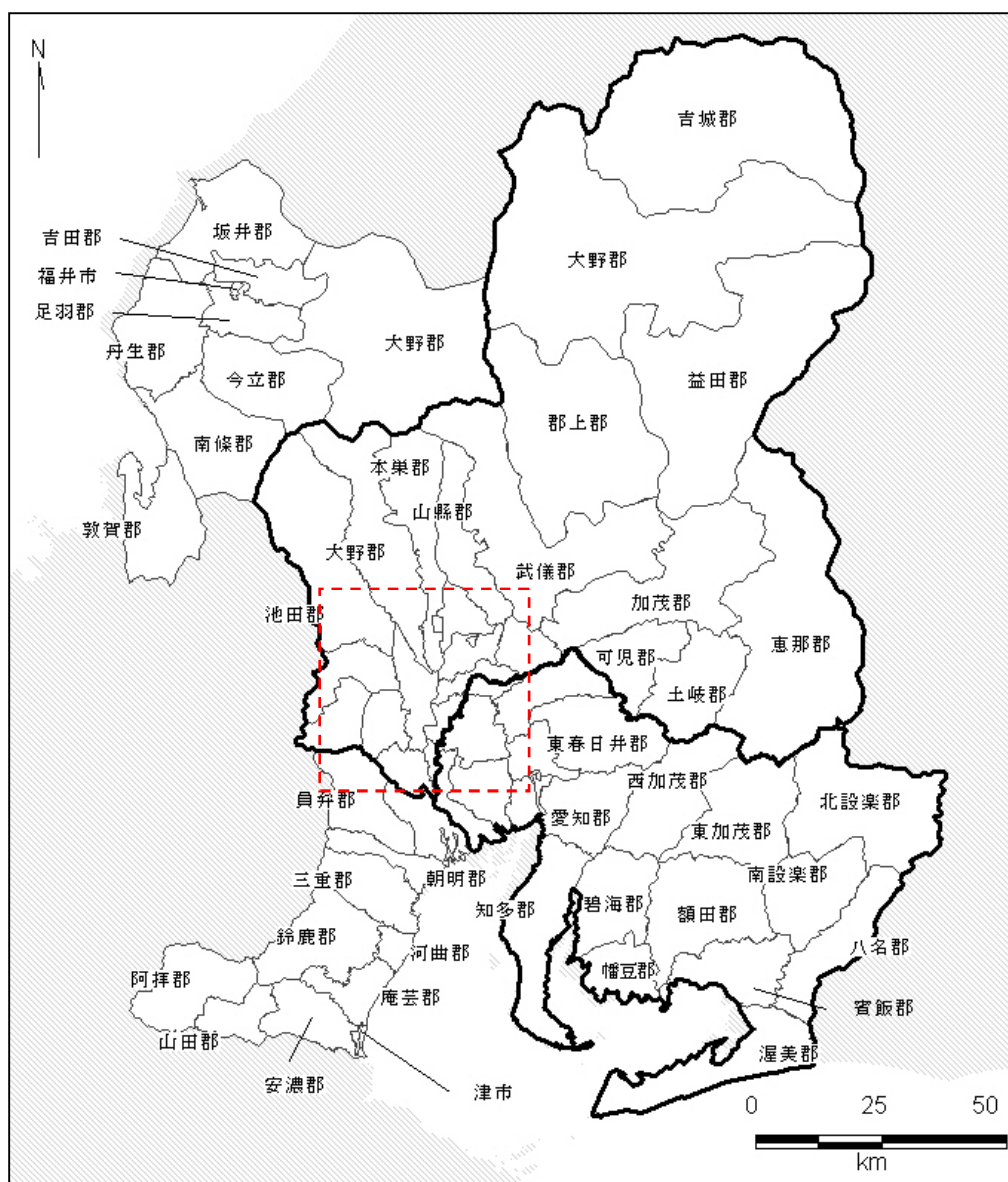 N
吉城郡
坂井郡
吉田郡
大野郡
福井市
足羽郡
大野郡
丹生郡
今立郡
益田郡
郡上郡
南條郡
本巣郡
山縣郡
敦賀郡
大野郡
武儀郡
加茂郡
池田郡
恵那郡
可児郡
土岐郡
東春日井郡
西加茂郡
員弁郡
北設楽郡
愛知郡
東加茂郡
三重郡
朝明郡
南設楽郡
知多郡
碧海郡
額田郡
鈴鹿郡
八名郡
河曲郡
阿拝郡
幡豆郡
庵芸郡
寳飯郡
山田郡
渥美郡
安濃郡
津市
0 25 50
km